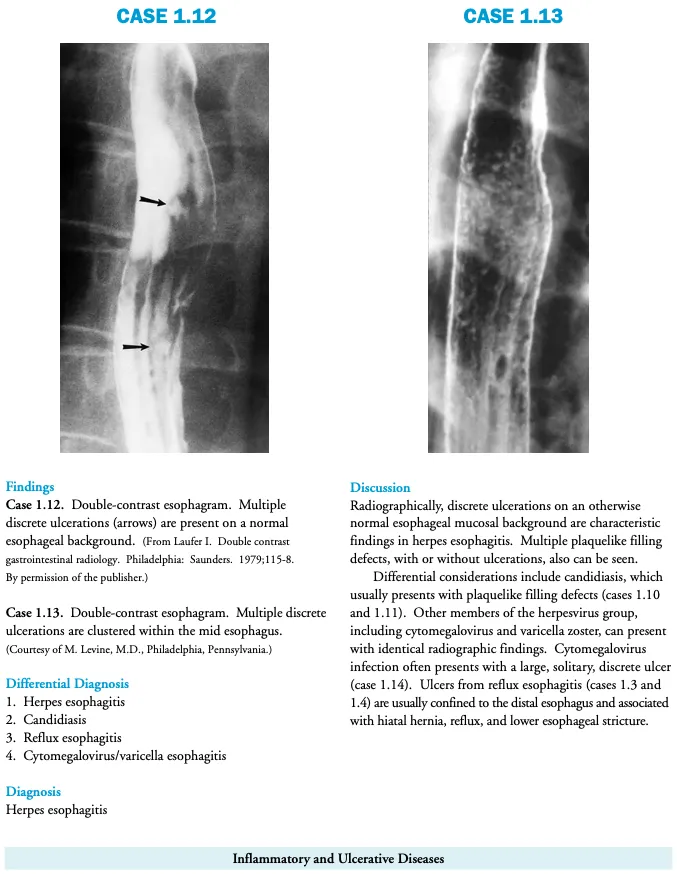 CASE 1.12
CASE 1.13
Findings
Case 1.12. Double-contrast esophagram. Multiple
discrete ulcerations (arrows) are present on a normal
esophageal background. (From Laufer I. Double contrast
gastrointestinal radiology. Philadelphia: Saunders. 1979;115-8.
By permission of the publisher.)
Case 1.13. Double-contrast esophagram. Multiple discrete
ulcerations are clustered within the mid esophagus.
(Courtesy of M. Levine, M.D., Philadelphia, Pennsylvania.)
Differential Diagnosis
1. Herpes esophagitis
2. Candidiasis
3. Reflux esophagitis
4. Cytomegalovirus/varicella esophagitis
Diagnosis
Herpes esophagitis
Discussion
Radiographically, discrete ulcerations on an otherwise
normal esophageal mucosal background are characteristic
findings in herpes esophagitis. Multiple plaquelike filling
defects, with or without ulcerations, also can be seen.
Differential considerations include candidiasis, which
usually presents with plaquelike filling defects (cases 1.10
and 1.11). Other members of the herpesvirus group,
including cytomegalovirus and varicella zoster, can present
with identical radiographic findings. Cytomegalovirus
infection often presents with a large, solitary, discrete ulcer
(case 1.14). Ulcers from reflux esophagitis (cases 1.3 and
1.4) are usually confined to the distal esophagus and associated
with hiatal hernia, reflux, and lower esophageal stricture.
Inflammatory and Ulcerative Diseases